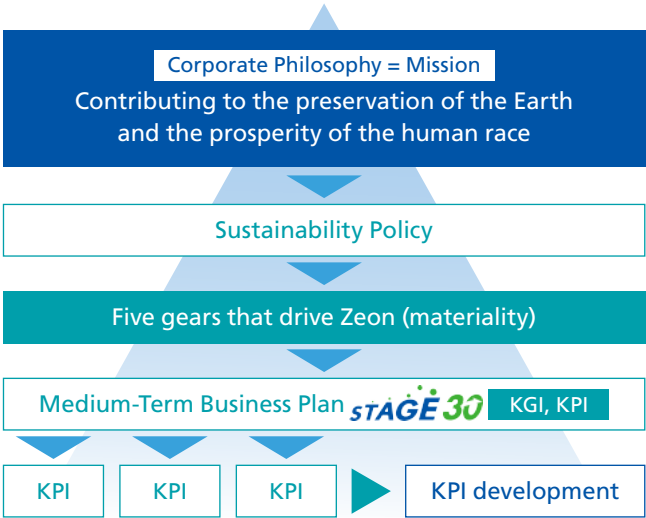 Corporate Philosophy = Mission
Contributing to the preservation of the Earth
and the prosperity of the human race
Sustainability Policy
Five gears that drive Zeon (materiality)
Medium-Term Business Plan STAGE 30 KGI, KPI
KPI KPI KPI KPI development